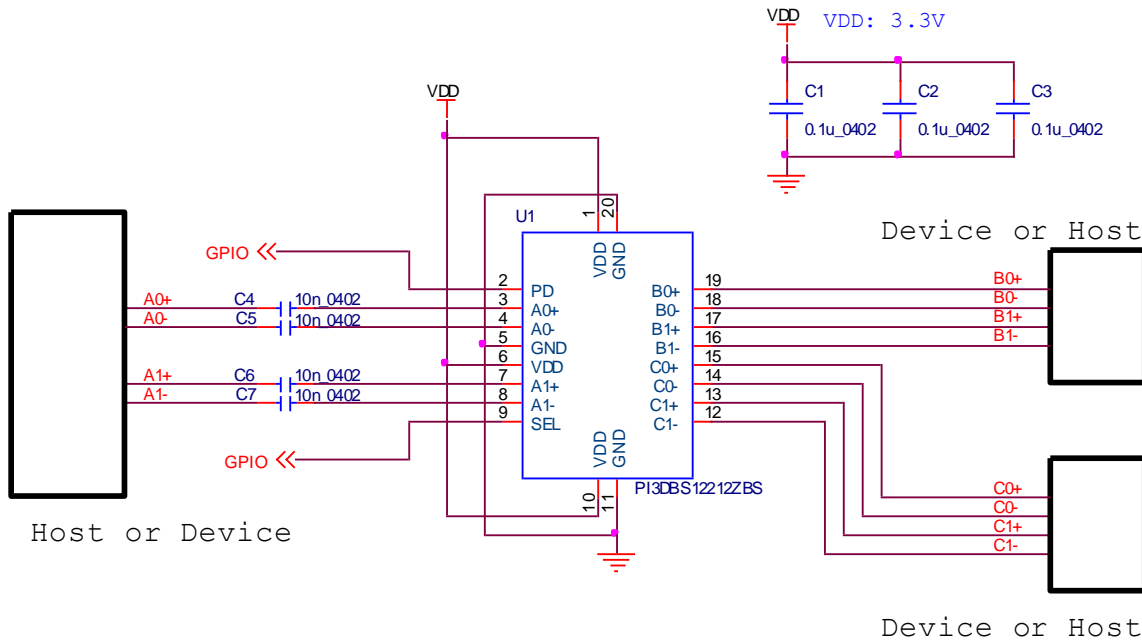 VDD VDD: 3.3V
VDD
C1 C2 C3
0.1u_0402 0.1u_0402 0.1u_0402
U1
1 20
VDD GND
GPIO
Device or Host
2 PD
A0+ C4 10n_0402 3 A0+
A0- C5 10n_0402 4 A0-
5 GND
6 VDD
A1+ C6 10n_0402 7 A1+
A1- C7 10n_0402 8 A1-
9 SEL
GPIO
B0+ 19 B0+
B0- 18 B0-
B1+ 17 B1+
B1- 16 B1-
C0+ 15
C0- 14
C1+ 13
C1- 12
VDD GND
10 11
PI3DBS12212ZBS
C0+
C0-
C1+
C1-
Host or Device
Device or Host